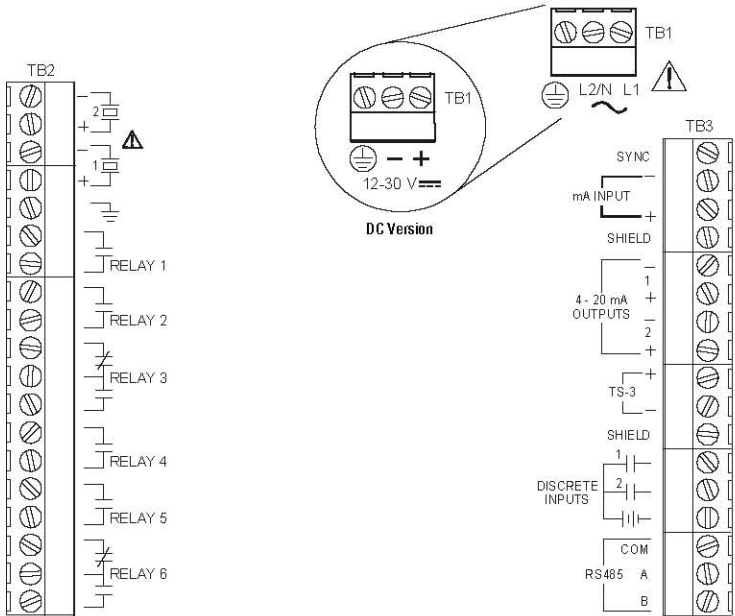 TB2
-
2
+
-
1
+
RELAY 1
RELAY 2
RELAY 3
RELAY 4
RELAY 5
RELAY 6
TB1
- +
12-30 V
DC Version
TB1
L2/N L1
TB3
SYNC
-
mA INPUT
+
SHIELD
-
1
+
4 - 20 mA
OUTPUTS
-
2
+
+
TS-3
-
SHIELD
1
2
DISCRETE
INPUTS
COM
RS485 A
B